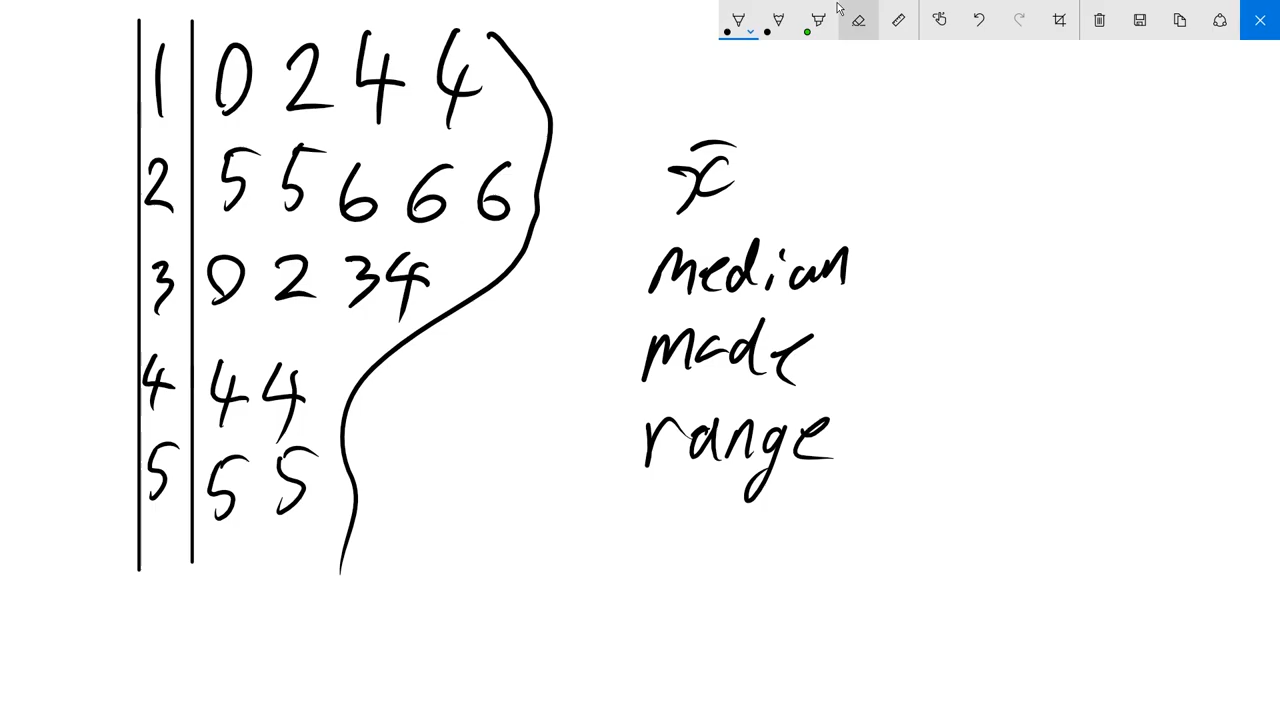 1 0 2 4 4
2 5 5 6 6 6
3 0 2 3 4
4 4 4
5 5 5
x̄
median
mode
range